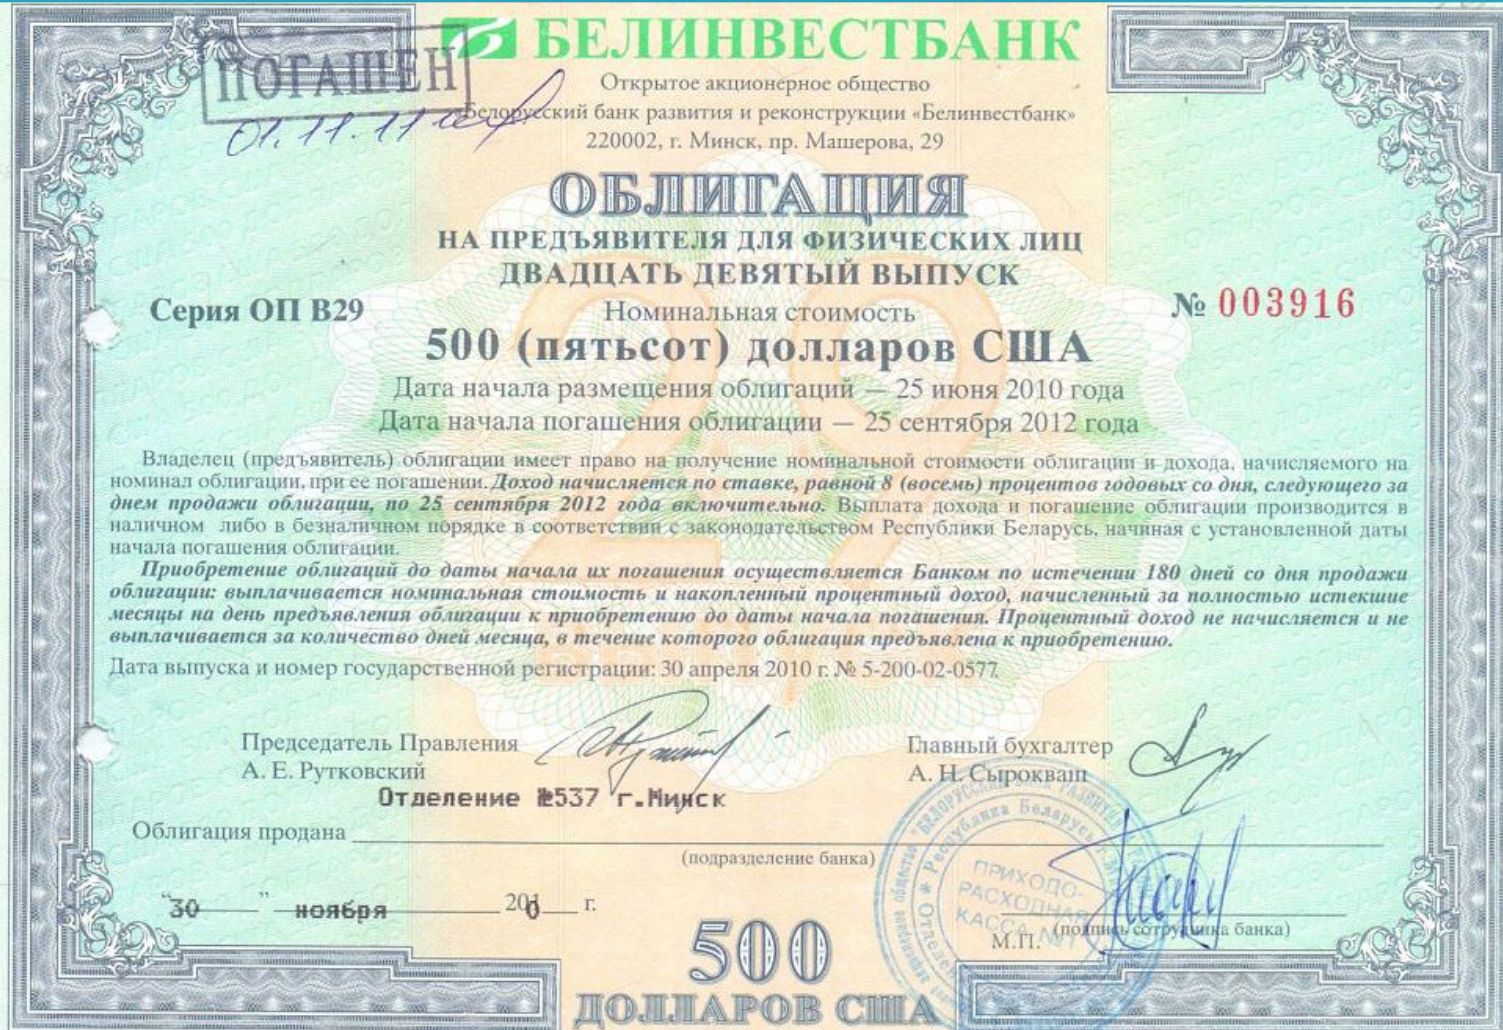 ПОГАШЕН
01.11.11
БЕЛИНВЕСТБАНК
Открытое акционерное общество
«Белорусский банк развития и реконструкции «Белинвестбанк»
220002, г. Минск, пр. Машерова, 29
ОБЛИГАЦИЯ
НА ПРЕДЪЯВИТЕЛЯ ДЛЯ ФИЗИЧЕСКИХ ЛИЦ
ДВАДЦАТЬ ДЕВЯТЫЙ ВЫПУСК
Серия ОП В29
№ 003916
Номинальная стоимость
500 (пятьсот) долларов США
Дата начала размещения облигаций — 25 июня 2010 года
Дата начала погашения облигации — 25 сентября 2012 года
Владелец (предъявитель) облигации имеет право на получение номинальной стоимости облигации и дохода, начисляемого на
номинал облигации, при ее погашении. Доход начисляется по ставке, равной 8 (восемь) процентов годовых со дня, следующего за
днем продажи облигации, по 25 сентября 2012 года включительно. Выплата дохода и погашение облигации производится в
наличном либо в безналичном порядке в соответствии с законодательством Республики Беларусь, начиная с установленной даты
начала погашения облигации.
Приобретение облигаций до даты начала их погашения осуществляется Банком по истечении 180 дней со дня продажи
облигации: выплачивается номинальная стоимость и накопленный процентный доход, начисленный за полностью истекшие
месяцы на день предъявления облигации к приобретению до даты начала погашения. Процентный доход не начисляется и не
выплачивается за количество дней месяца, в течение которого облигация предъявлена к приобретению.
Дата выпуска и номер государственной регистрации: 30 апреля 2010 г. № 5-200-02-0577.
Председатель Правления
А. Е. Рутковский
Главный бухгалтер
А. Н. Сырокваш
Отделение №537 г.Минск
Облигация продана
(подразделение банка)
Республика Беларусь
ПРИХОДО-
РАСХОДНАЯ
КАССА №1
"30" ноября 2010 г.
М.П.
(подпись сотрудника банка)
500
ДОЛЛАРОВ США
29